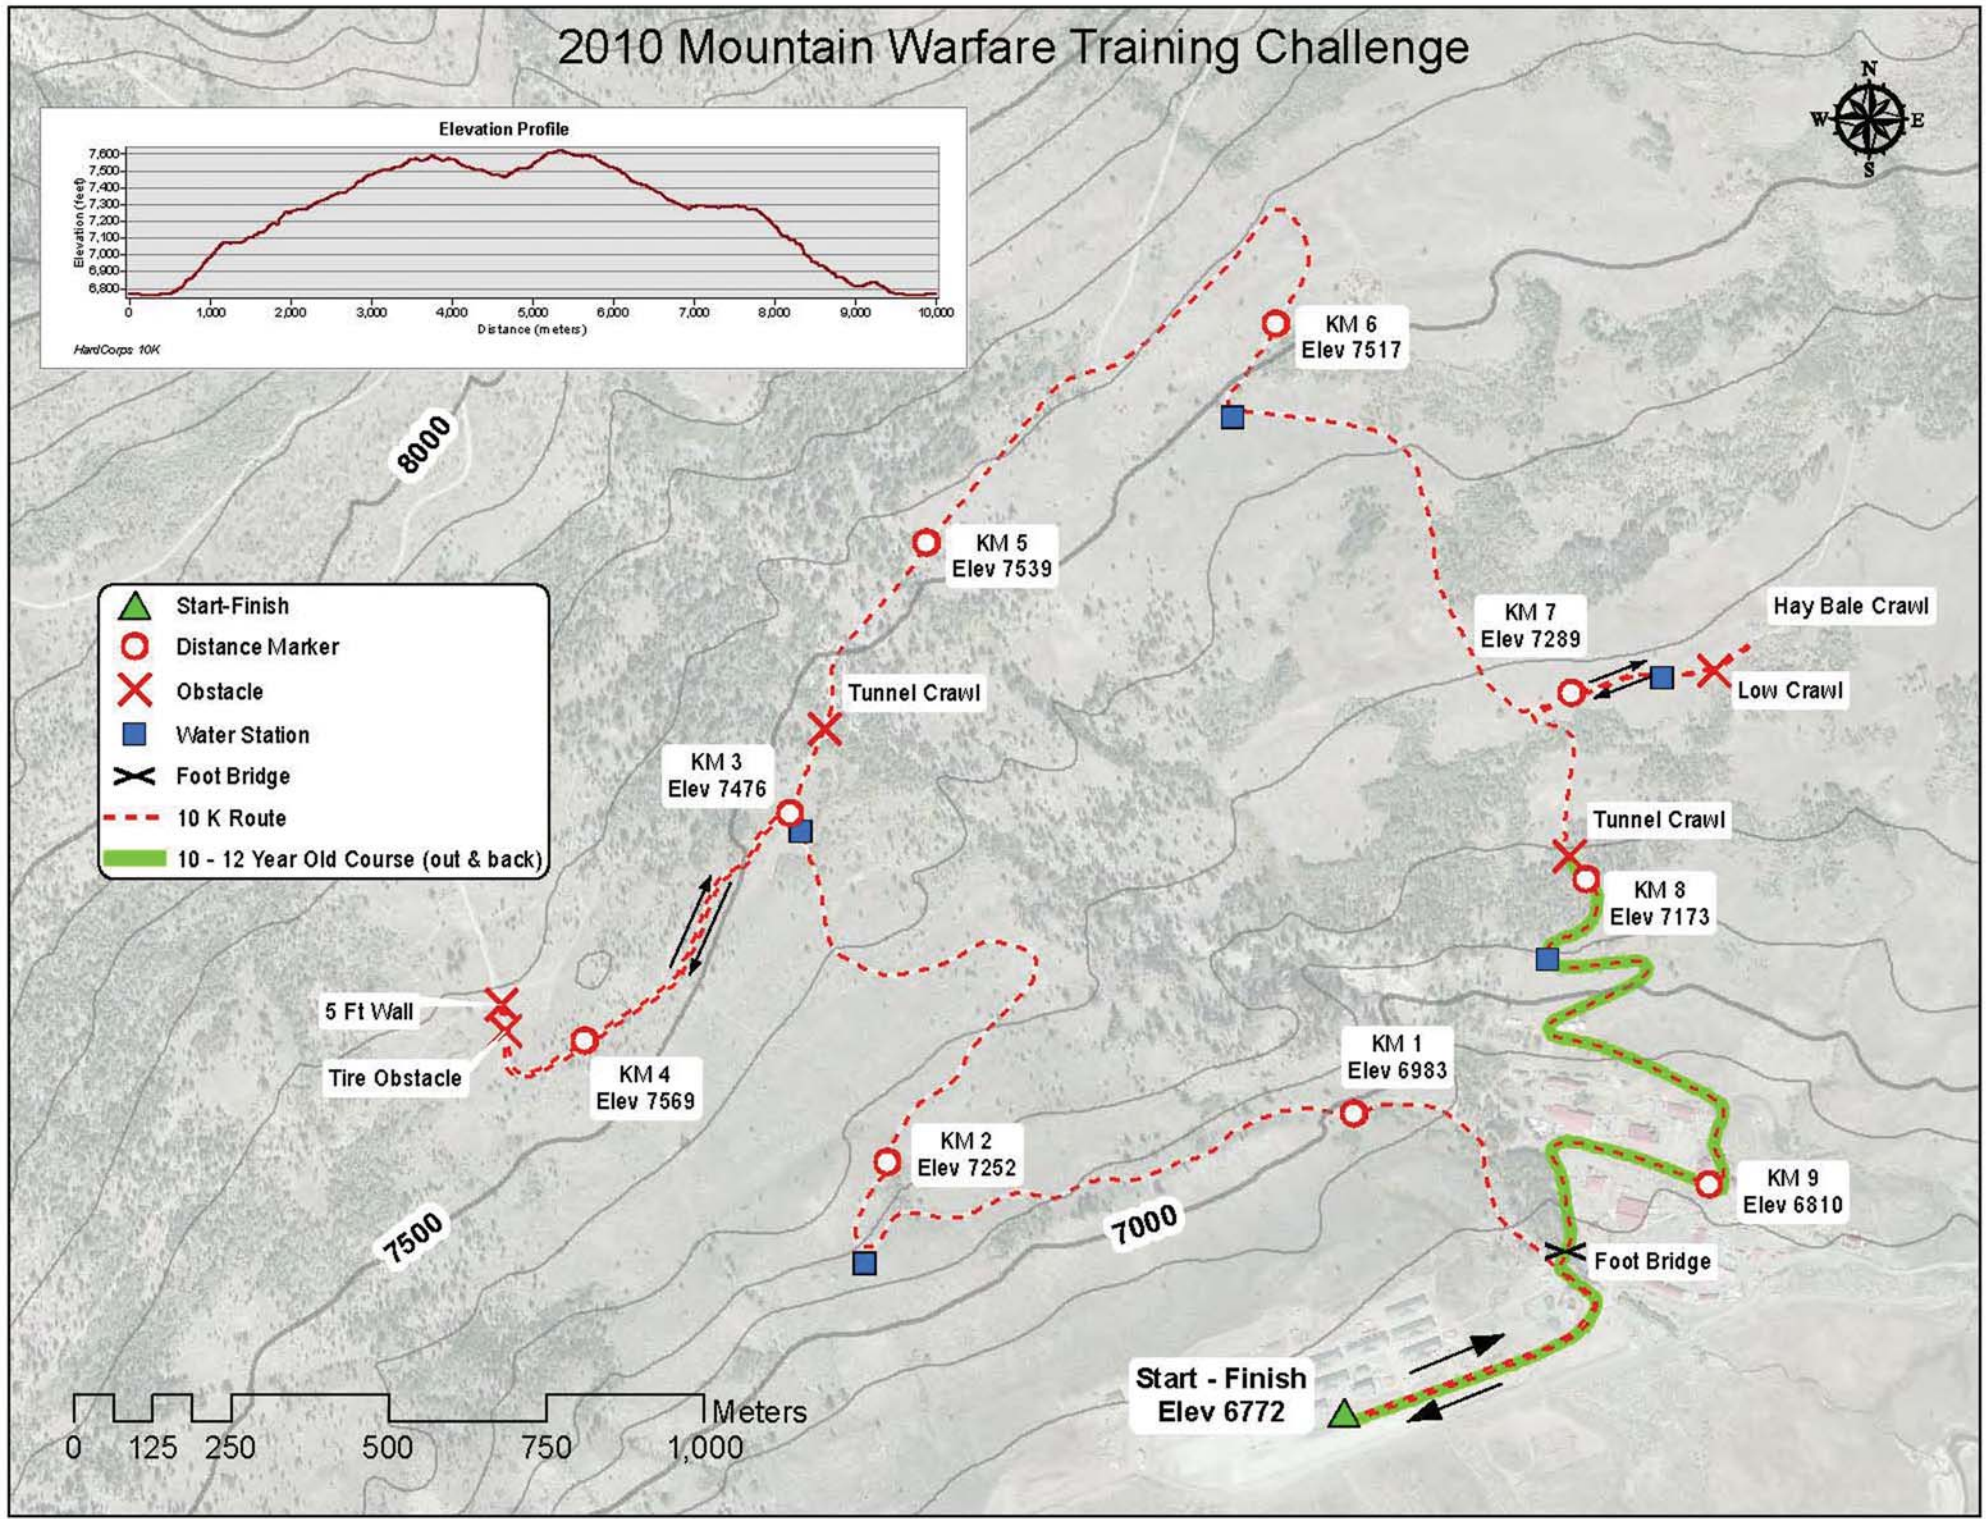 2010 Mountain Warfare Training Challenge
N
W
E
S
Elevation Profile
Elevation (feet)
7,600
7,500
7,400
7,300
7,200
7,100
7,000
6,900
6,800
0 1,000 2,000 3,000 4,000 5,000 6,000 7,000 8,000 9,000 10,000
Distance (meters)
HardCorps 10K
KM 6
Elev 7517
8000
KM 5
Elev 7539
Start-Finish
Distance Marker
Obstacle
Water Station
Foot Bridge
10 K Route
10 - 12 Year Old Course (out & back)
KM 7
Elev 7289
Hay Bale Crawl
Low Crawl
Tunnel Crawl
KM 3
Elev 7476
Tunnel Crawl
KM 8
Elev 7173
5 Ft Wall
Tire Obstacle
KM 4
Elev 7569
KM 1
Elev 6983
KM 2
Elev 7252
KM 9
Elev 6810
7500
7000
Foot Bridge
Start - Finish
Elev 6772
Meters
0 125 250 500 750 1,000